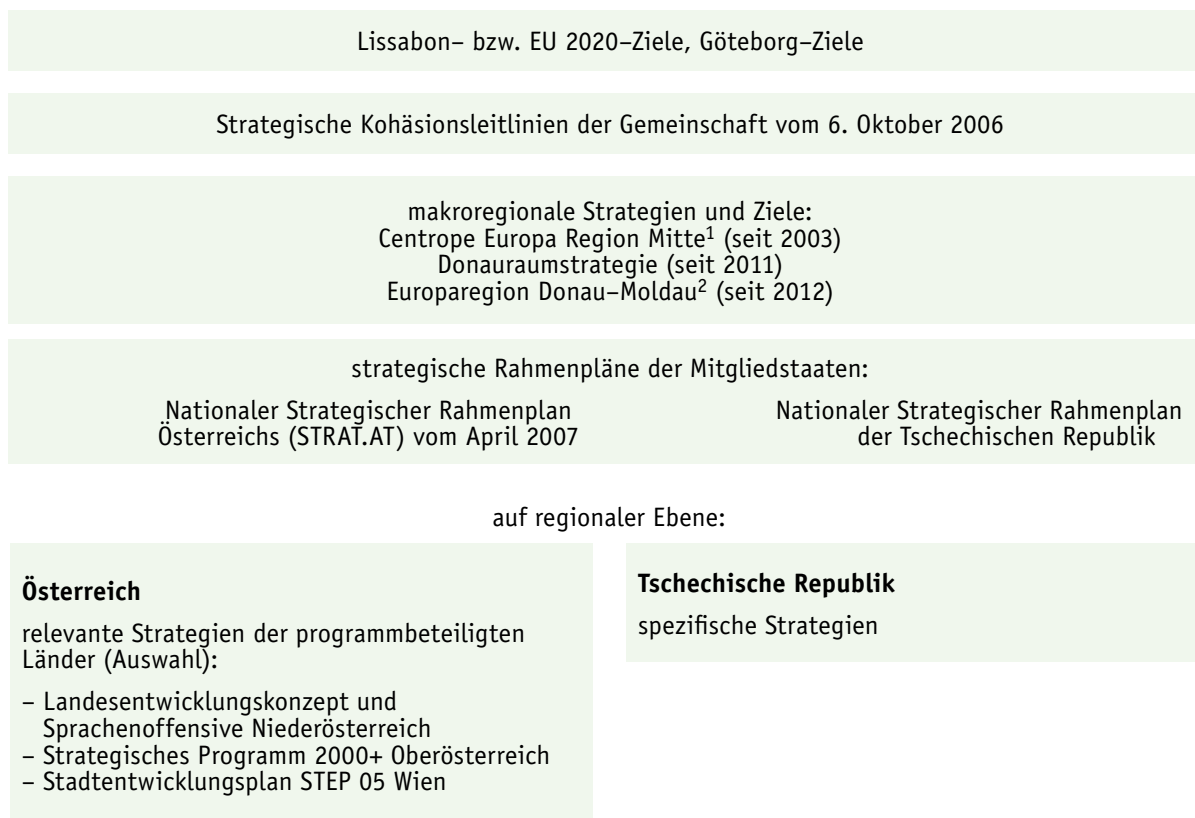 Lissabon– bzw. EU 2020–Ziele, Göteborg–Ziele
Strategische Kohäsionsleitlinien der Gemeinschaft vom 6. Oktober 2006
makroregionale Strategien und Ziele:
Centrope Europa Region Mitte¹ (seit 2003)
Donauraumstrategie (seit 2011)
Europaregion Donau–Moldau² (seit 2012)
strategische Rahmenpläne der Mitgliedstaaten:
Nationaler Strategischer Rahmenplan
Österreichs (STRAT.AT) vom April 2007
Nationaler Strategischer Rahmenplan
der Tschechischen Republik
auf regionaler Ebene:
Österreich
relevante Strategien der programmbeteiligten
Länder (Auswahl):
– Landesentwicklungskonzept und
Sprachenoffensive Niederösterreich
– Strategisches Programm 2000+ Oberösterreich
– Stadtentwicklungsplan STEP 05 Wien
Tschechische Republik
spezifische Strategien